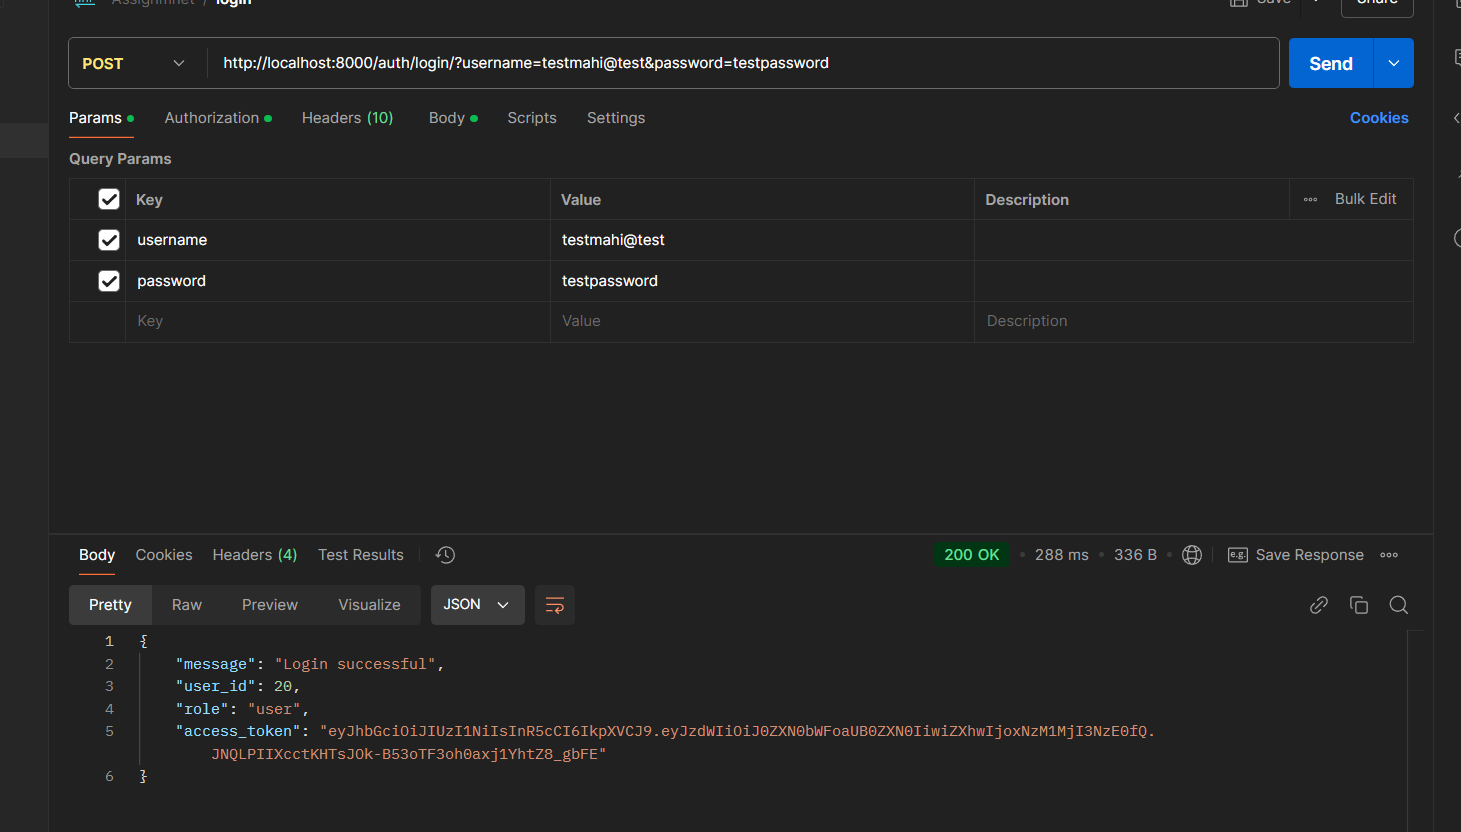 Assignmnet / login
Save
Share
POST
http://localhost:8000/auth/login/?username=testmahi@test&password=testpassword
Send
Params
Authorization
Headers (10)
Body
Scripts
Settings
Cookies
Query Params
Key Value Description Bulk Edit
username testmahi@test
password testpassword
Key Value Description
Body Cookies Headers (4) Test Results
200 OK 288 ms 336 B e.g. Save Response
Pretty Raw Preview Visualize JSON
1 {
2 "message": "Login successful",
3 "user_id": 20,
4 "role": "user",
5 "access_token": "eyJhbGciOiJIUzI1NiIsInR5cCI6IkpXVCJ9.eyJzdWIiOiJ0ZXN0bWFoaUB0ZXN0IiwiZXhwIjoxNzM1MjI3NzE0fQ.
JNQLPIIXcctKHTsJOk-B53oTF3oh0axj1YhtZ8_gbFE"
6 }